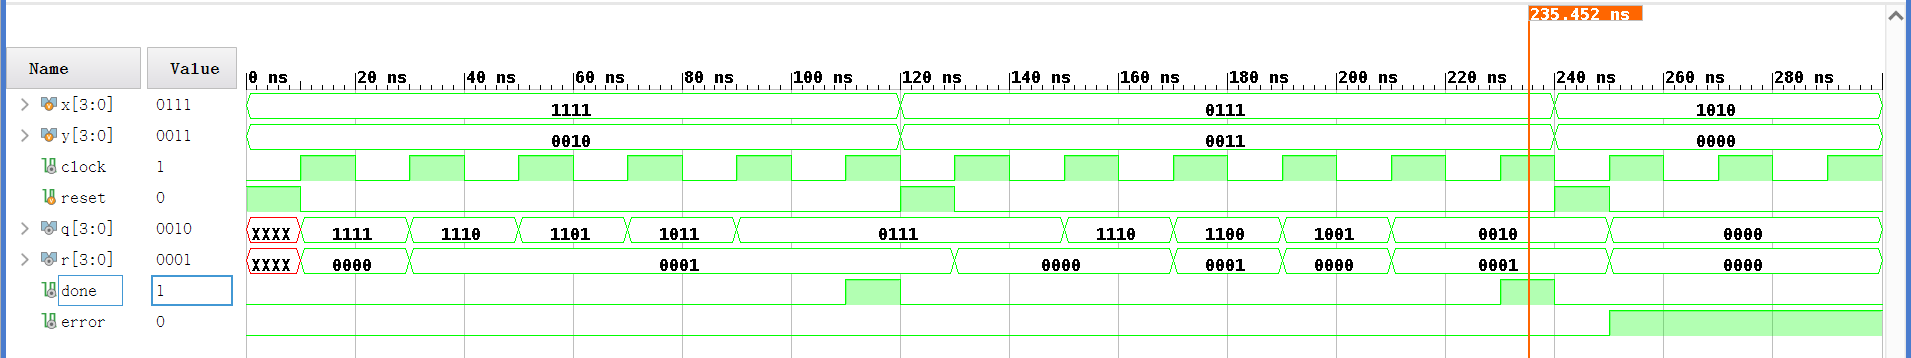 235.452 ns
Name Value 0 ns 20 ns 40 ns 60 ns 80 ns 100 ns 120 ns 140 ns 160 ns 180 ns 200 ns 220 ns 240 ns 260 ns 280 ns
x[3:0] 0111 1111 0111 1010
y[3:0] 0011 0010 0011 0000
clock 1
reset 0
q[3:0] 0010 XXXX 1111 1110 1101 1011 0111 1110 1100 1001 0010 0000
r[3:0] 0001 XXXX 0000 0001 0000 0001 0000 0001 0000
done 1
error 0